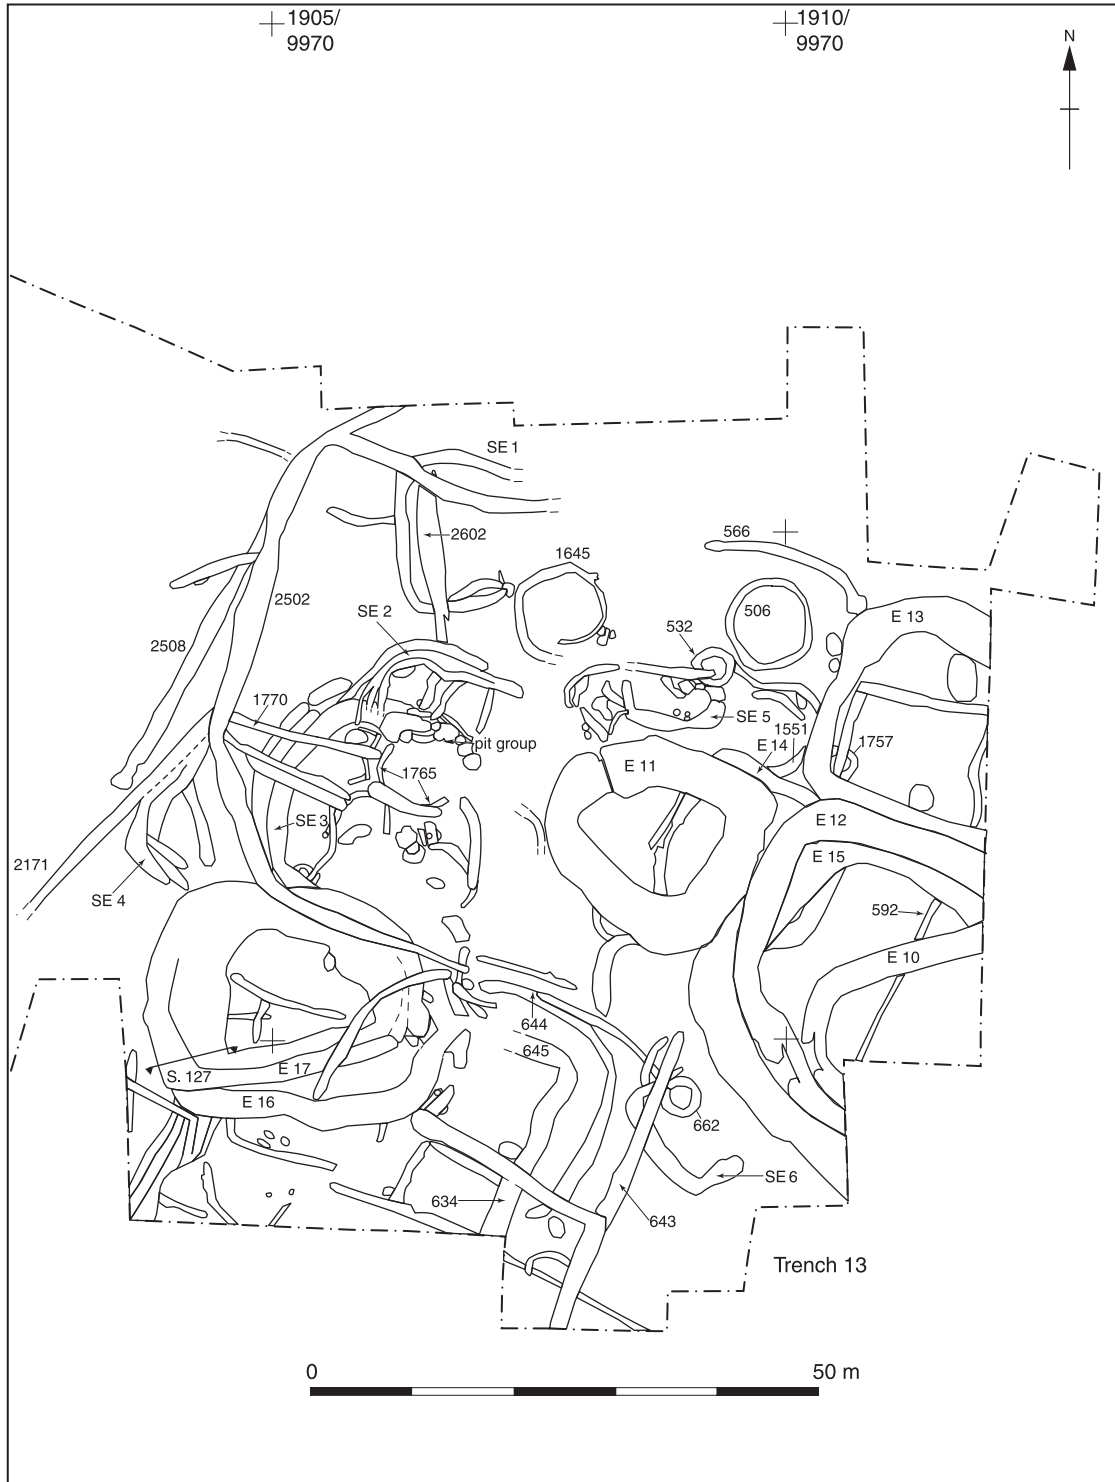 1905/
9970
1910/
9970
N
SE 1
2602
566
1645
506
E 13
2502
SE 2
532
2508
1770
8
SE 5
1551
E 14
1757
pit group
E 11
1765
SE 3
E 12
E 15
2171
SE 4
592
E 10
644
645
S. 127
E 17
E 16
662
SE 6
634
643
Trench 13
0
50 m